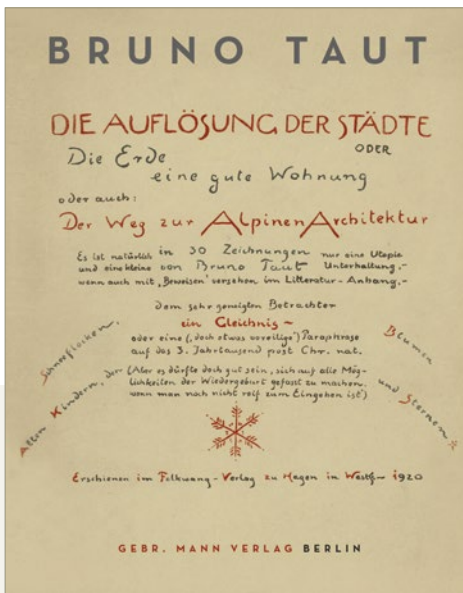 BRUNO TAUT
DIE AUFLÖSUNG DER STÄDTE
ODER
Die Erde
eine gute Wohnung
oder auch:
Der Weg zur Alpinen Architektur
Es ist natürlich in 30 Zeichnungen nur eine Utopie
und eine kleine von Bruno Taut Unterhaltung,-
wenn auch mit „Beweisen" versehen im Litteratur-Anhang,-
dem sehr geneigten Betrachter
ein Gleichnis ~
oder eine („doch etwas voreilige") Paraphrase
auf das 3. Jahrtausend post Chr. nat.
(Aber es dürfte doch gut sein, sich auf alle Mög-
lichkeiten der Wiedergeburt gefasst zu machen,
wenn man noch nicht reif zum Eingehen ist)
Allen Kindern, den
Schneeflocken,
Blumen
und Sternen
Erschienen im Folkwang-Verlag zu Hagen in Westf~ 1920
GEBR. MANN VERLAG BERLIN